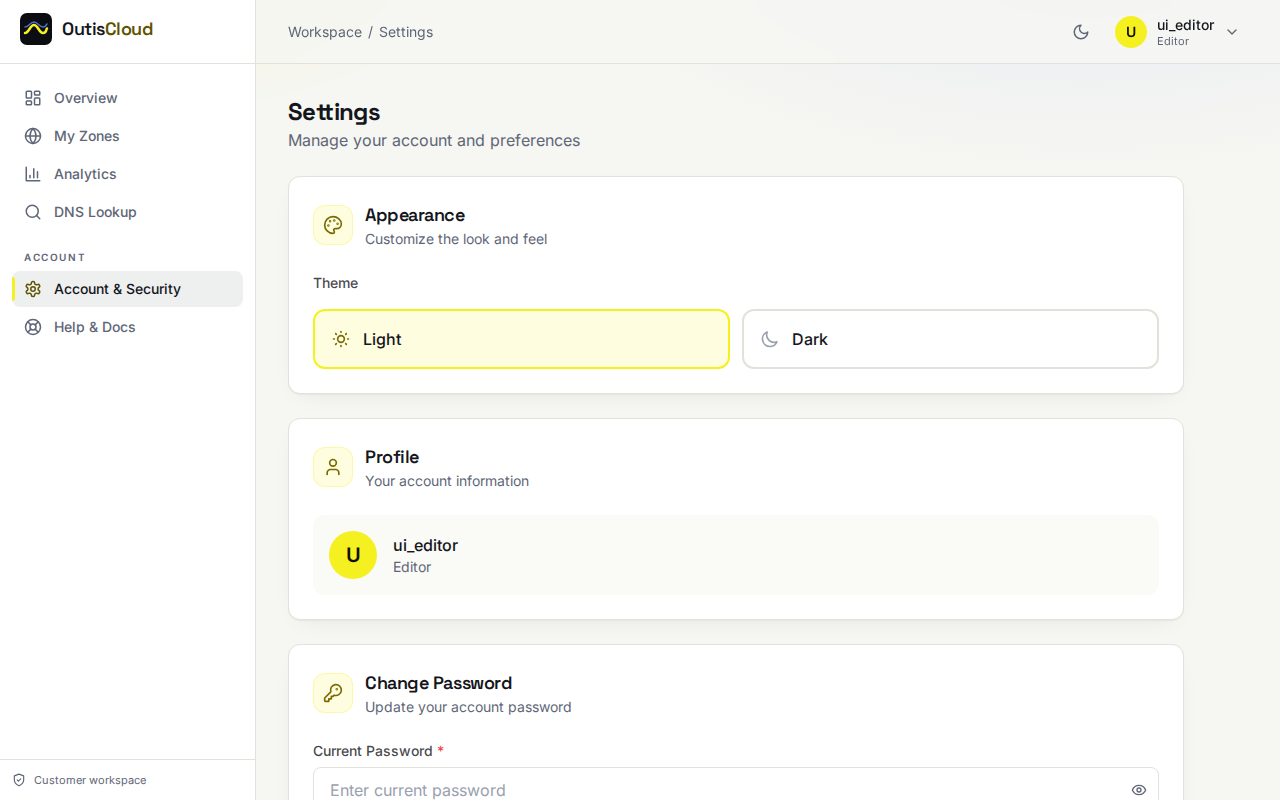 OutisCloud
Workspace / Settings
U
ui_editor
Editor
Overview
My Zones
Analytics
DNS Lookup
ACCOUNT
Account & Security
Help & Docs
Customer workspace
Settings
Manage your account and preferences
Appearance
Customize the look and feel
Theme
Light
Dark
Profile
Your account information
U
ui_editor
Editor
Change Password
Update your account password
Current Password *
Enter current password